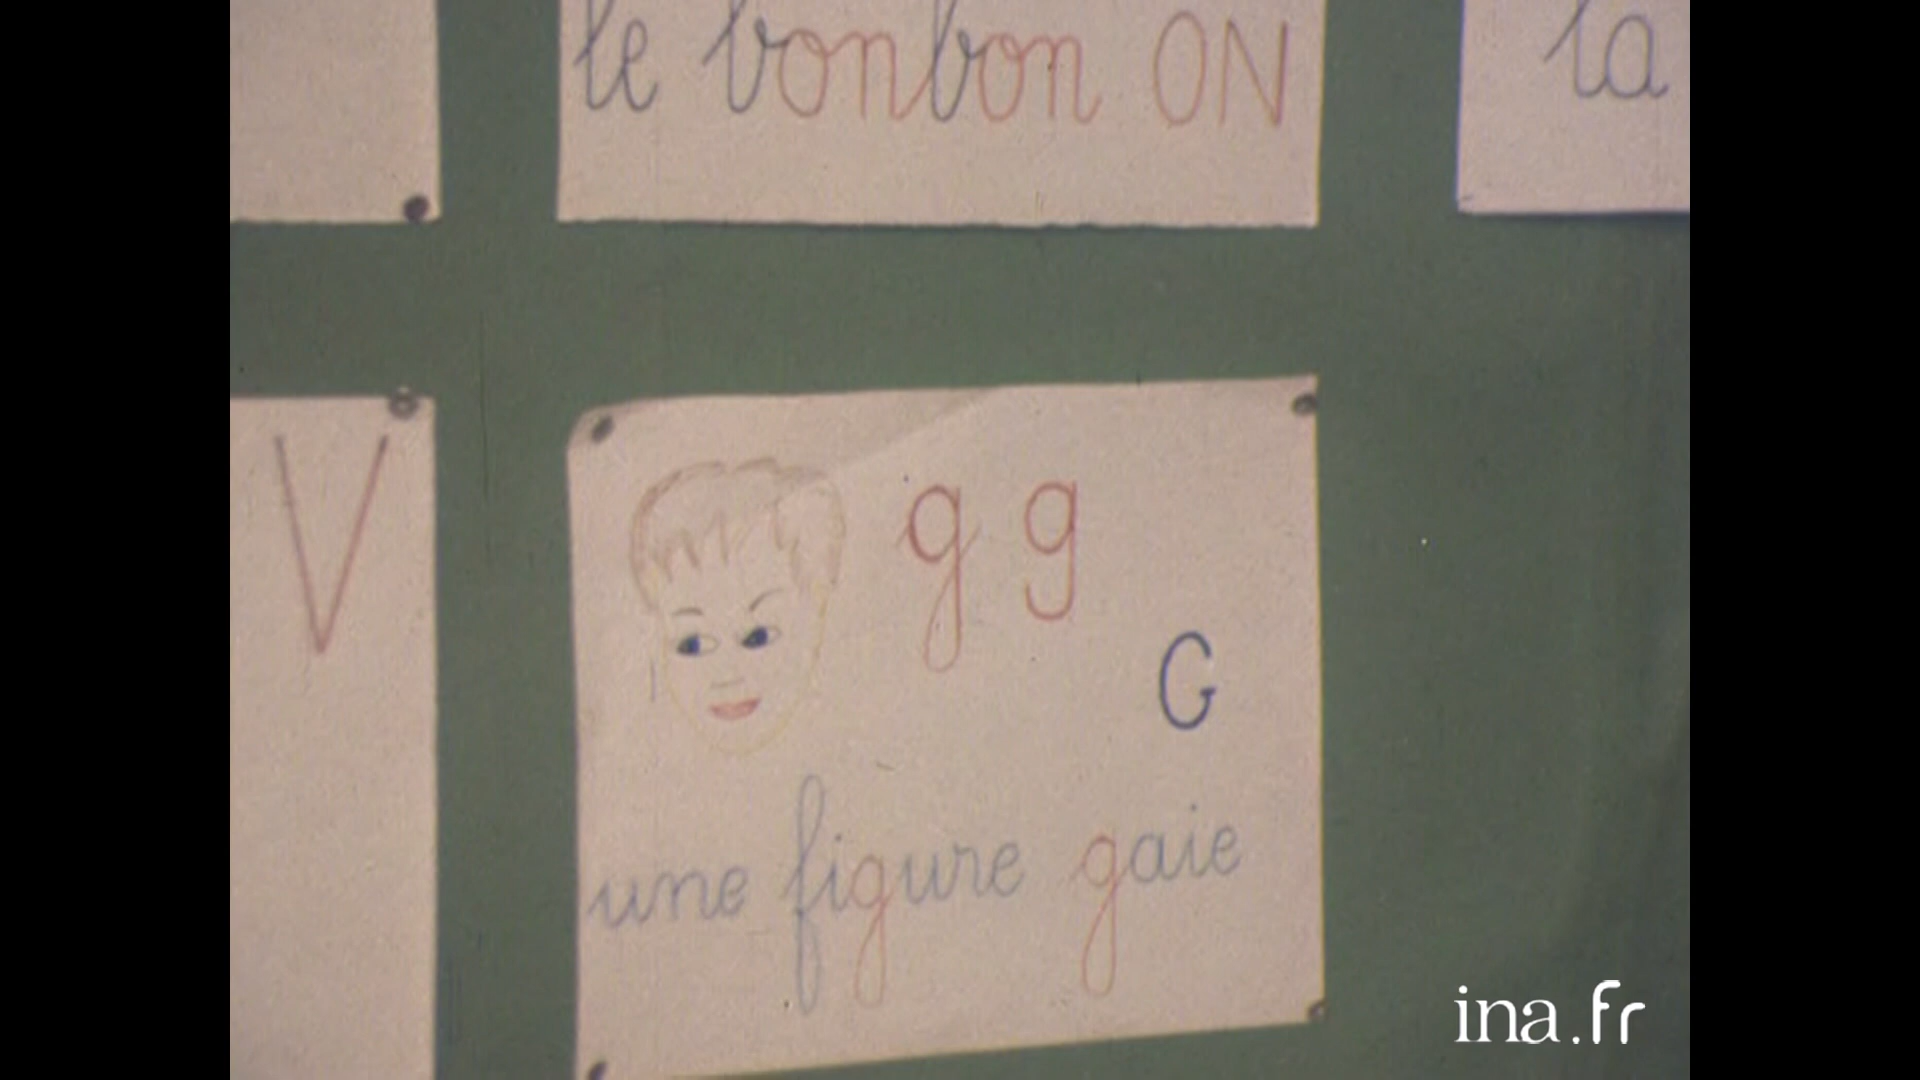 le bonbon ON
la
V
g g
G
une figure gaie
ina.fr